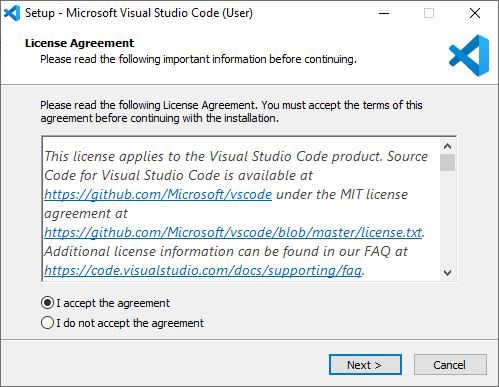 Setup - Microsoft Visual Studio Code (User)
License Agreement
Please read the following important information before continuing.
Please read the following License Agreement. You must accept the terms of this
agreement before continuing with the installation.
This license applies to the Visual Studio Code product. Source
Code for Visual Studio Code is available at
https://github.com/Microsoft/vscode under the MIT license
agreement at
https://github.com/Microsoft/vscode/blob/master/license.txt.
Additional license information can be found in our FAQ at
https://code.visualstudio.com/docs/supporting/faq.
I accept the agreement
I do not accept the agreement
Next >
Cancel